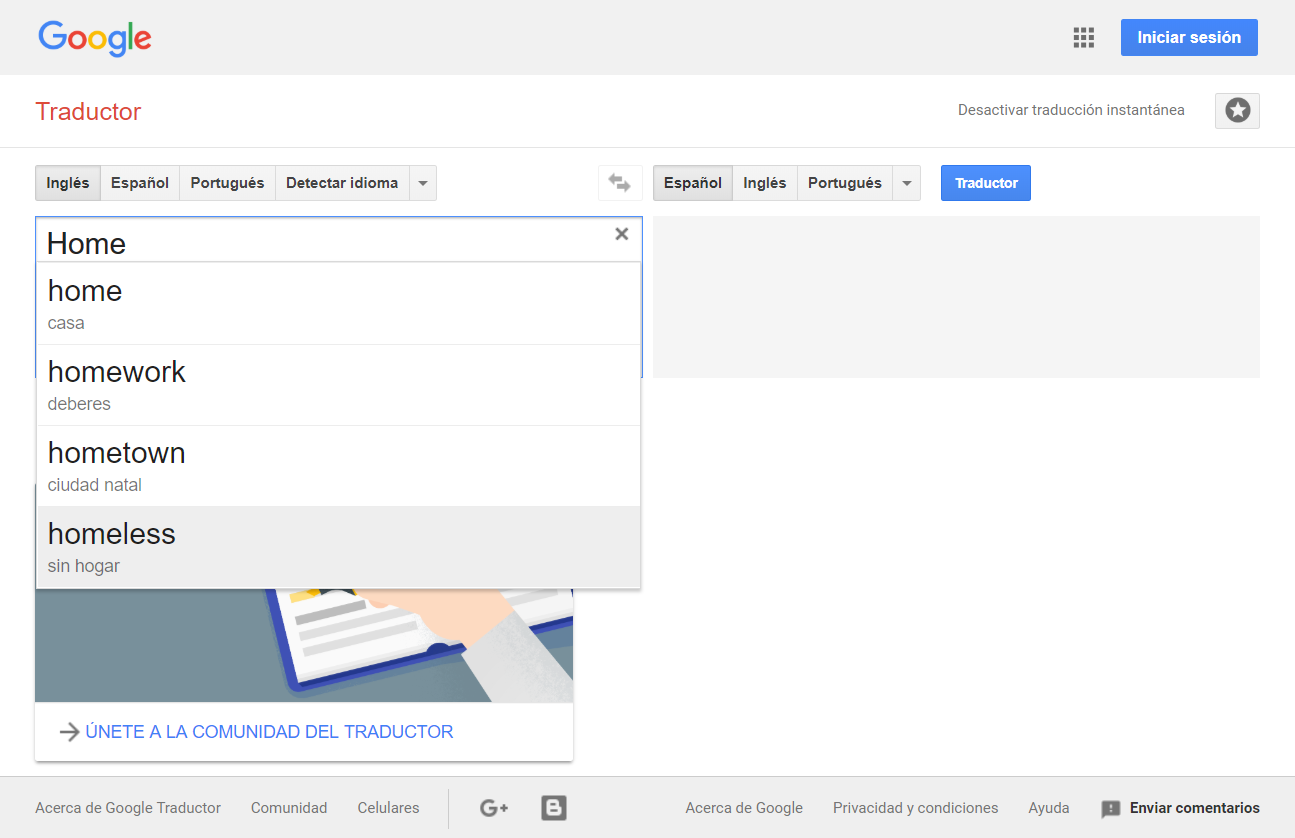 Google
Iniciar sesión
Traductor
Desactivar traducción instantánea
Inglés Español Portugués Detectar idioma
Español Inglés Portugués
Traductor
Home
home
casa
homework
deberes
hometown
ciudad natal
homeless
sin hogar
ÚNETE A LA COMUNIDAD DEL TRADUCTOR
Acerca de Google Traductor Comunidad Celulares G+ B Acerca de Google Privacidad y condiciones Ayuda Enviar comentarios